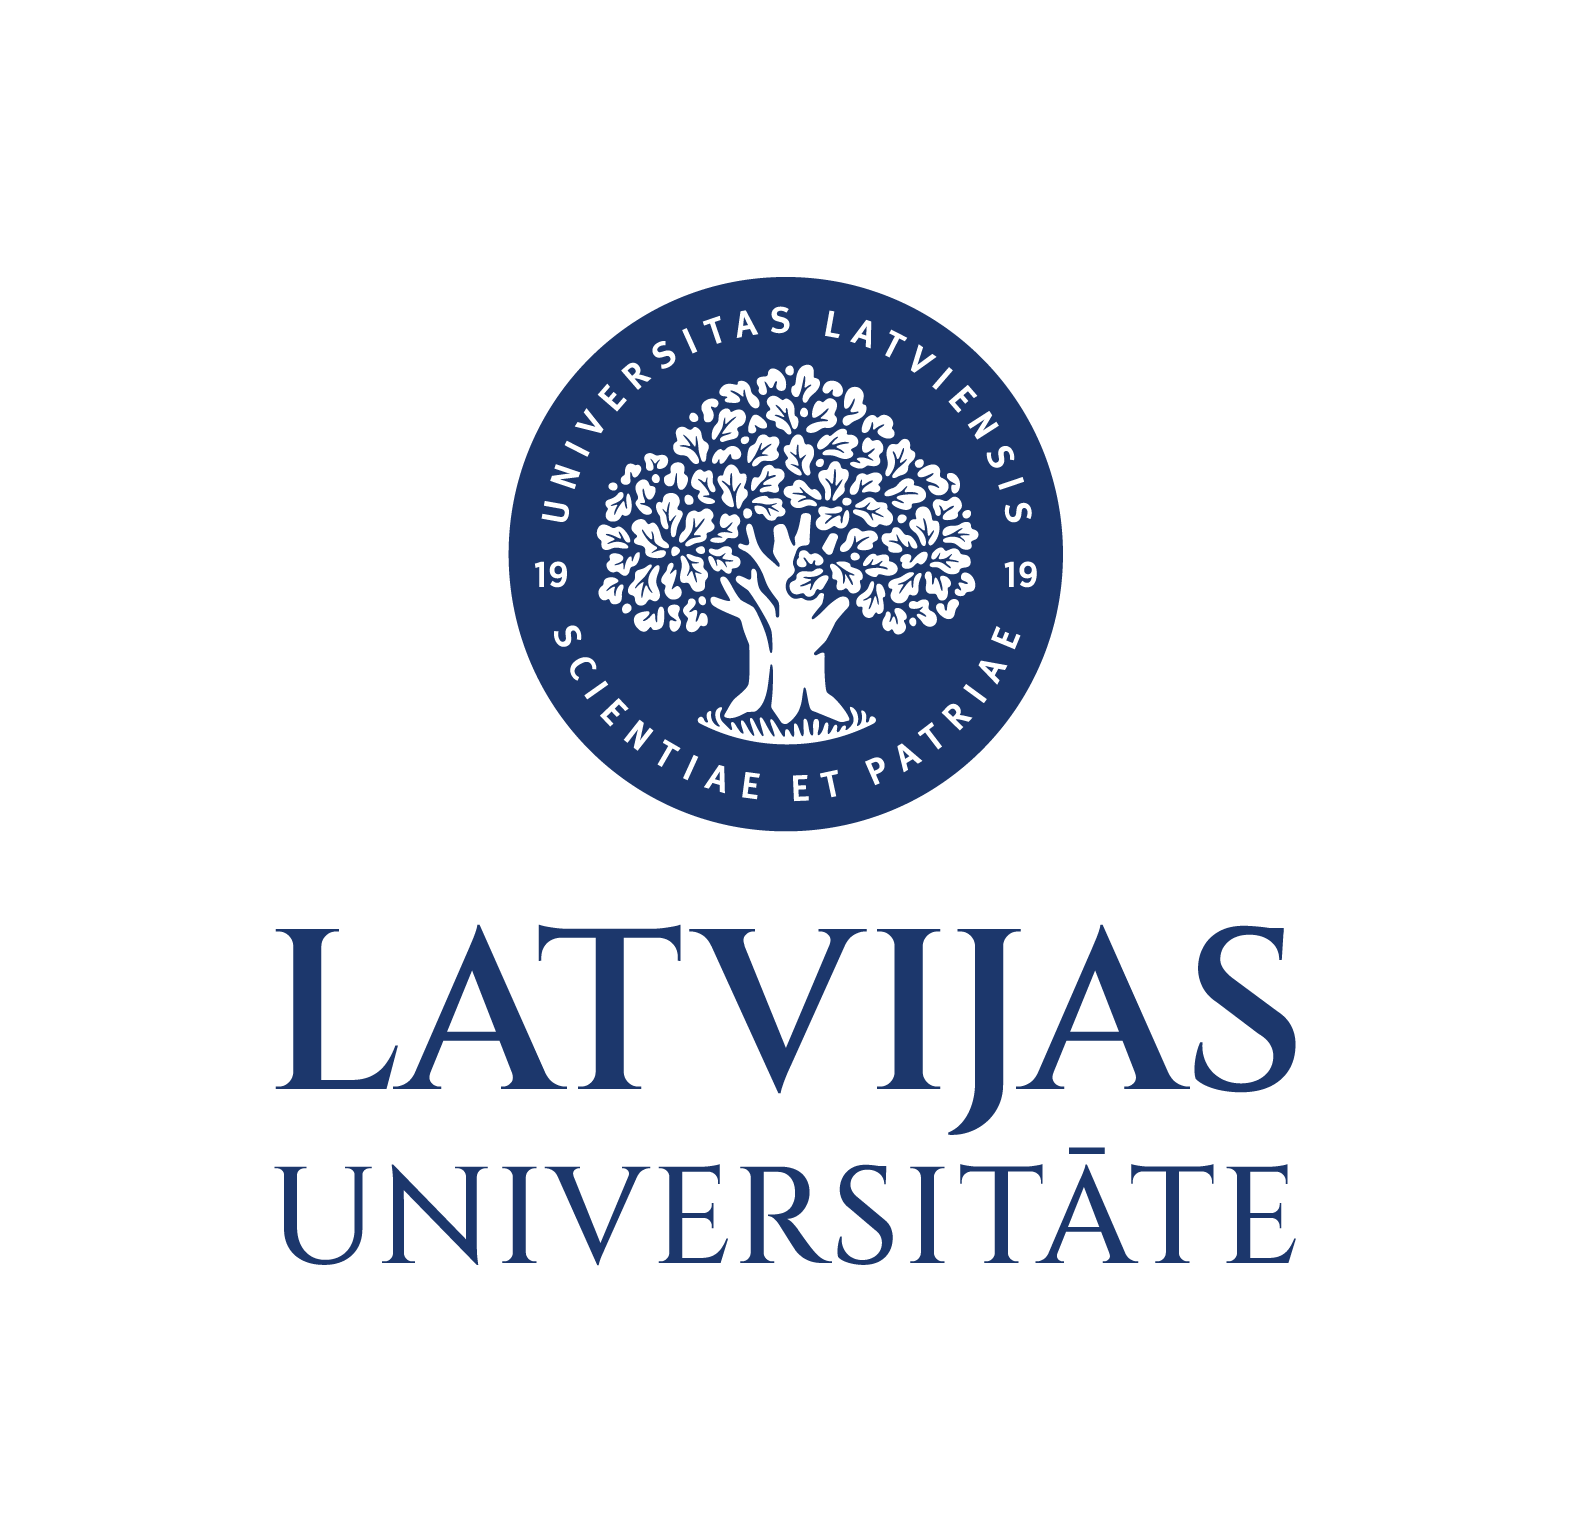 UNIVERSITAS LATVIENSIS
19 19
SCIENTIAE ET PATRIAE
LATVIJAS
UNIVERSITĀTE